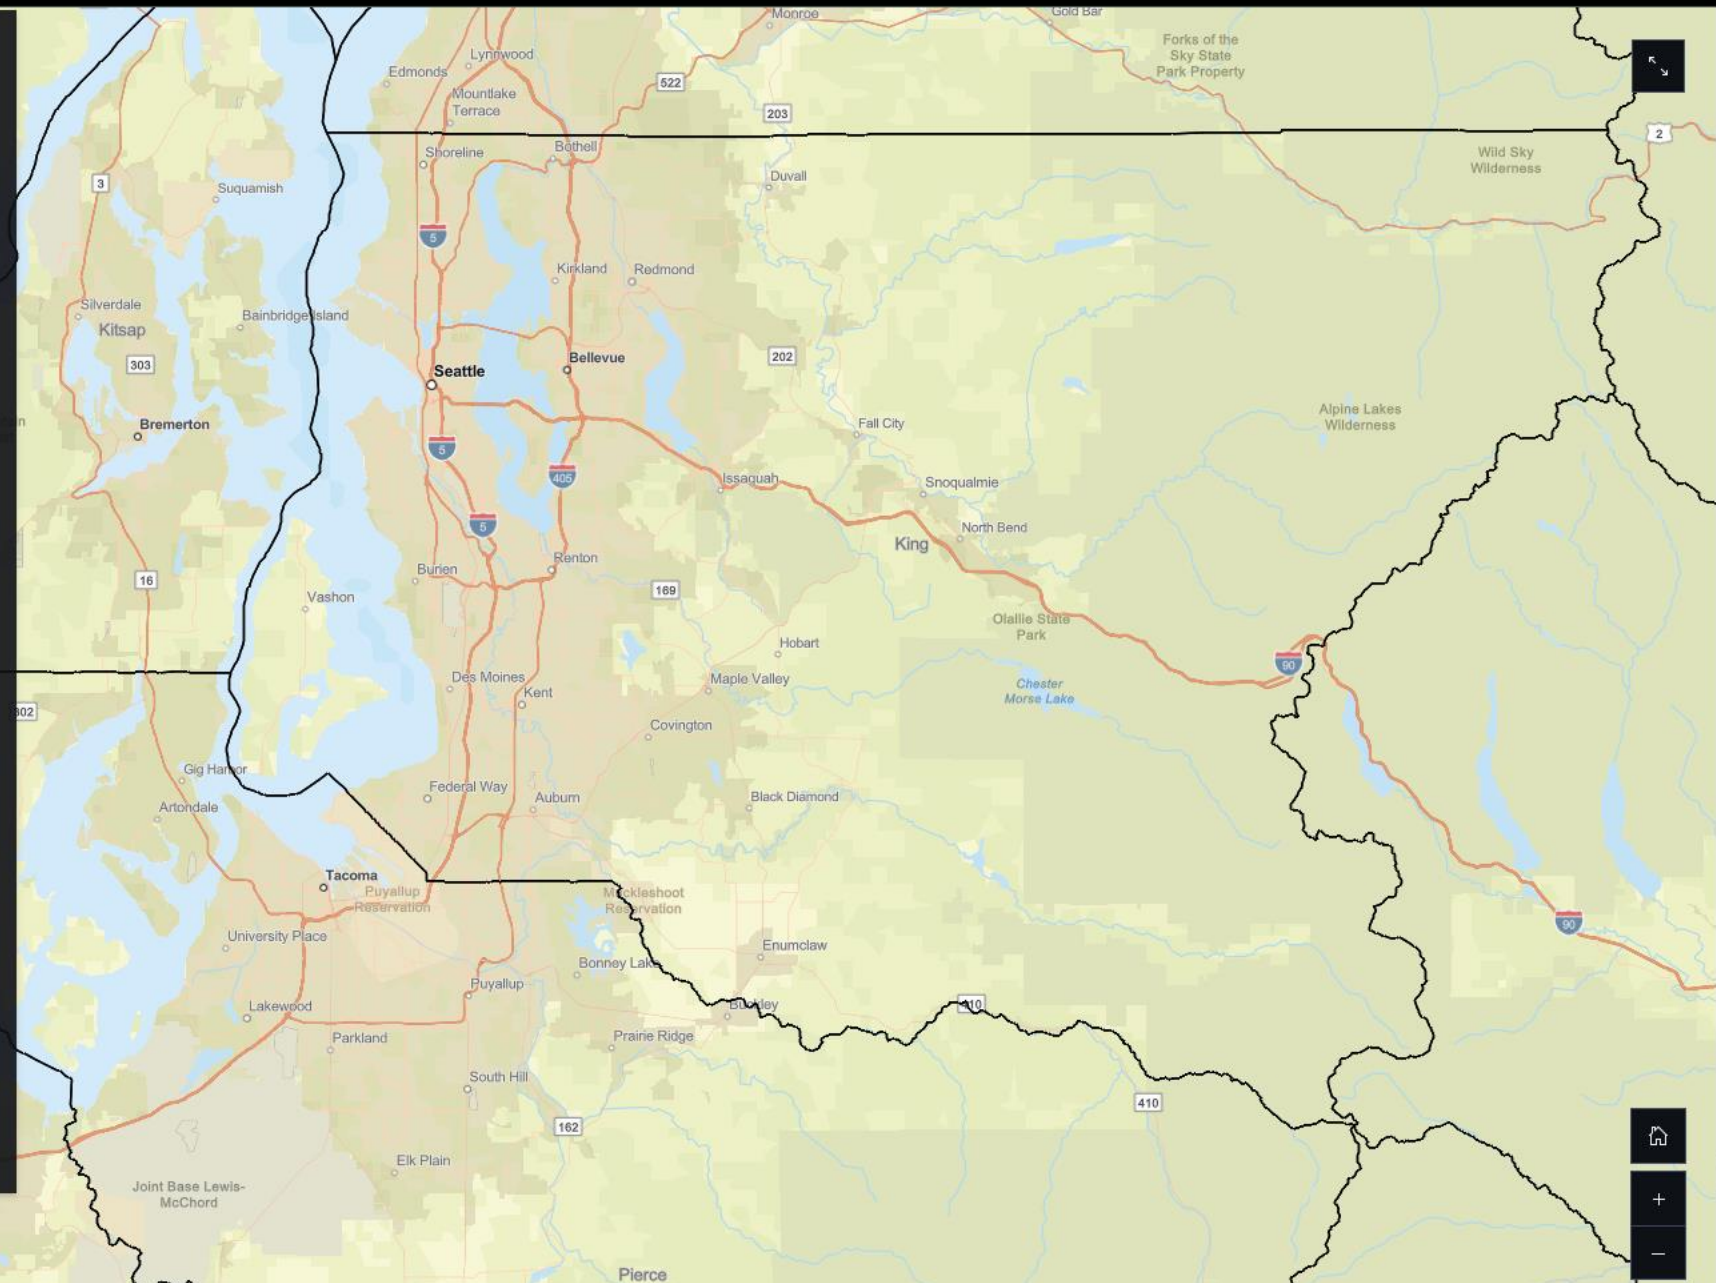 Monroe
Gold Bar
Forks of the
Sky State
Park Property
Lynnwood
Edmonds
522
Mountlake
Terrace
203
2
Shoreline
Bothell
Wild Sky
Wilderness
3
Suquamish
Duvall
5
Kirkland
Redmond
Silverdale
Kitsap
Bainbridge Island
303
202
Bellevue
Seattle
Alpine Lakes
Wilderness
Bremerton
Fall City
5
405
Issaquah
Snoqualmie
5
North Bend
King
Renton
Burien
16
169
Vashon
Olallie State
Park
Hobart
90
Des Moines
Maple Valley
Kent
Chester
Morse Lake
302
Covington
Gig Harbor
Federal Way
Auburn
Black Diamond
Artondale
Tacoma
Puyallup
Reservation
Muckleshoot
Reservation
90
University Place
Enumclaw
Bonney Lake
Puyallup
Lakewood
Buckley
410
Parkland
Prairie Ridge
South Hill
410
162
Elk Plain
Joint Base Lewis-
McChord
Pierce